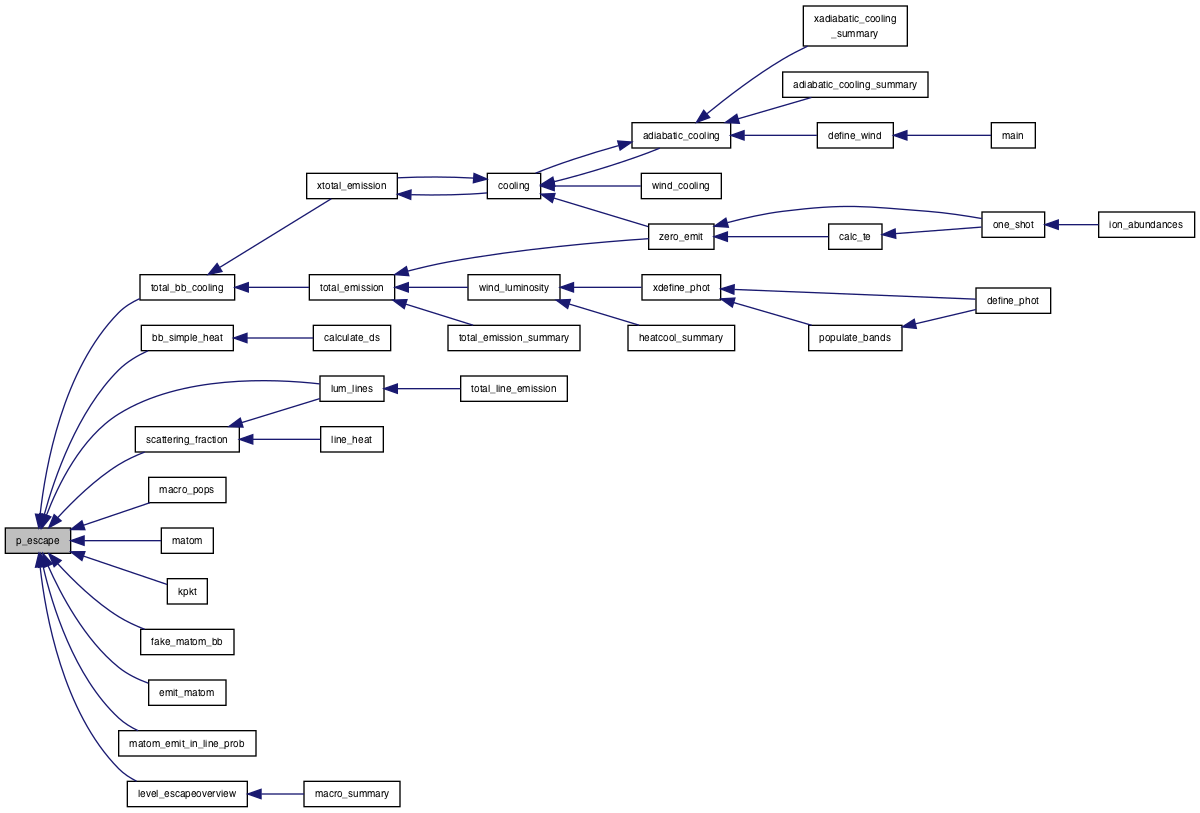 xadiabatic_cooling
_summary
adiabatic_cooling_summary
adiabatic_cooling
define_wind
main
xtotal_emission
cooling
wind_cooling
zero_emit
calc_te
one_shot
ion_abundances
total_bb_cooling
total_emission
wind_luminosity
xdefine_phot
define_phot
bb_simple_heat
calculate_ds
total_emission_summary
heatcool_summary
populate_bands
lum_lines
total_line_emission
scattering_fraction
line_heat
macro_pops
p_escape
matom
kpkt
fake_matom_bb
emit_matom
matom_emit_in_line_prob
level_escapeoverview
macro_summary